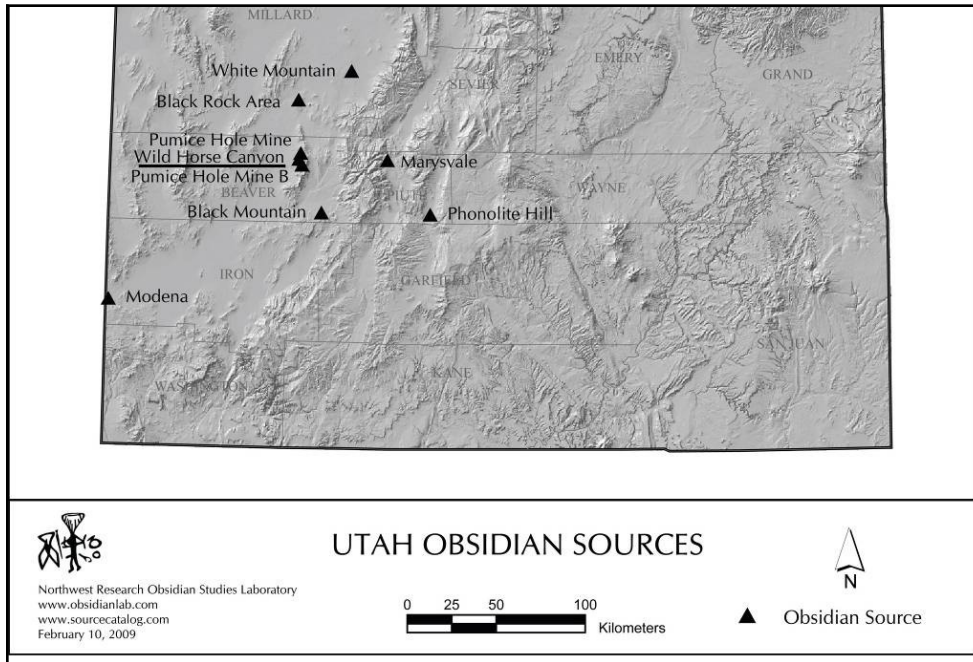 MILLARD
White Mountain
EMERY
GRAND
SEVIER
Black Rock Area
Pumice Hole Mine
Wild Horse Canyon
Marysvale
Pumice Hole Mine B
BEAVER
PIUTE
WAYNE
Black Mountain
Phonolite Hill
IRON
GARFIELD
Modena
SAN JUAN
KANE
WASHINGTON
UTAH OBSIDIAN SOURCES
N
Northwest Research Obsidian Studies Laboratory
www.obsidianlab.com
www.sourcecatalog.com
February 10, 2009
0 25 50 100
Kilometers
Obsidian Source